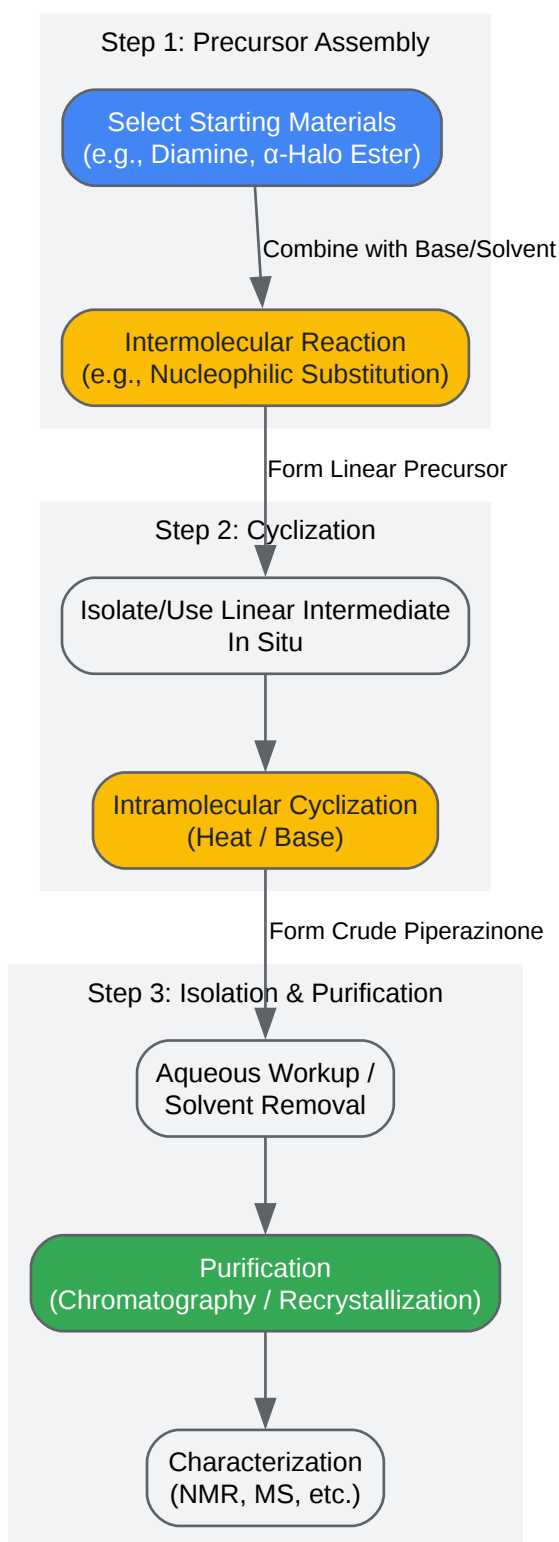 Step 1: Precursor Assembly
Select Starting Materials
(e.g., Diamine, α-Halo Ester)
Combine with Base/Solvent
Intermolecular Reaction
(e.g., Nucleophilic Substitution)
Form Linear Precursor
Step 2: Cyclization
Isolate/Use Linear Intermediate
In Situ
Intramolecular Cyclization
(Heat / Base)
Form Crude Piperazinone
Step 3: Isolation & Purification
Aqueous Workup /
Solvent Removal
Purification
(Chromatography / Recrystallization)
Characterization
(NMR, MS, etc.)